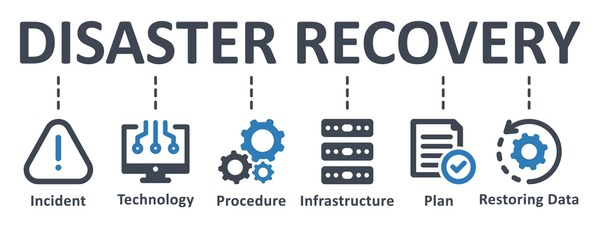 DISASTER RECOVERY
Incident Technology Procedure Infrastructure Plan Restoring Data